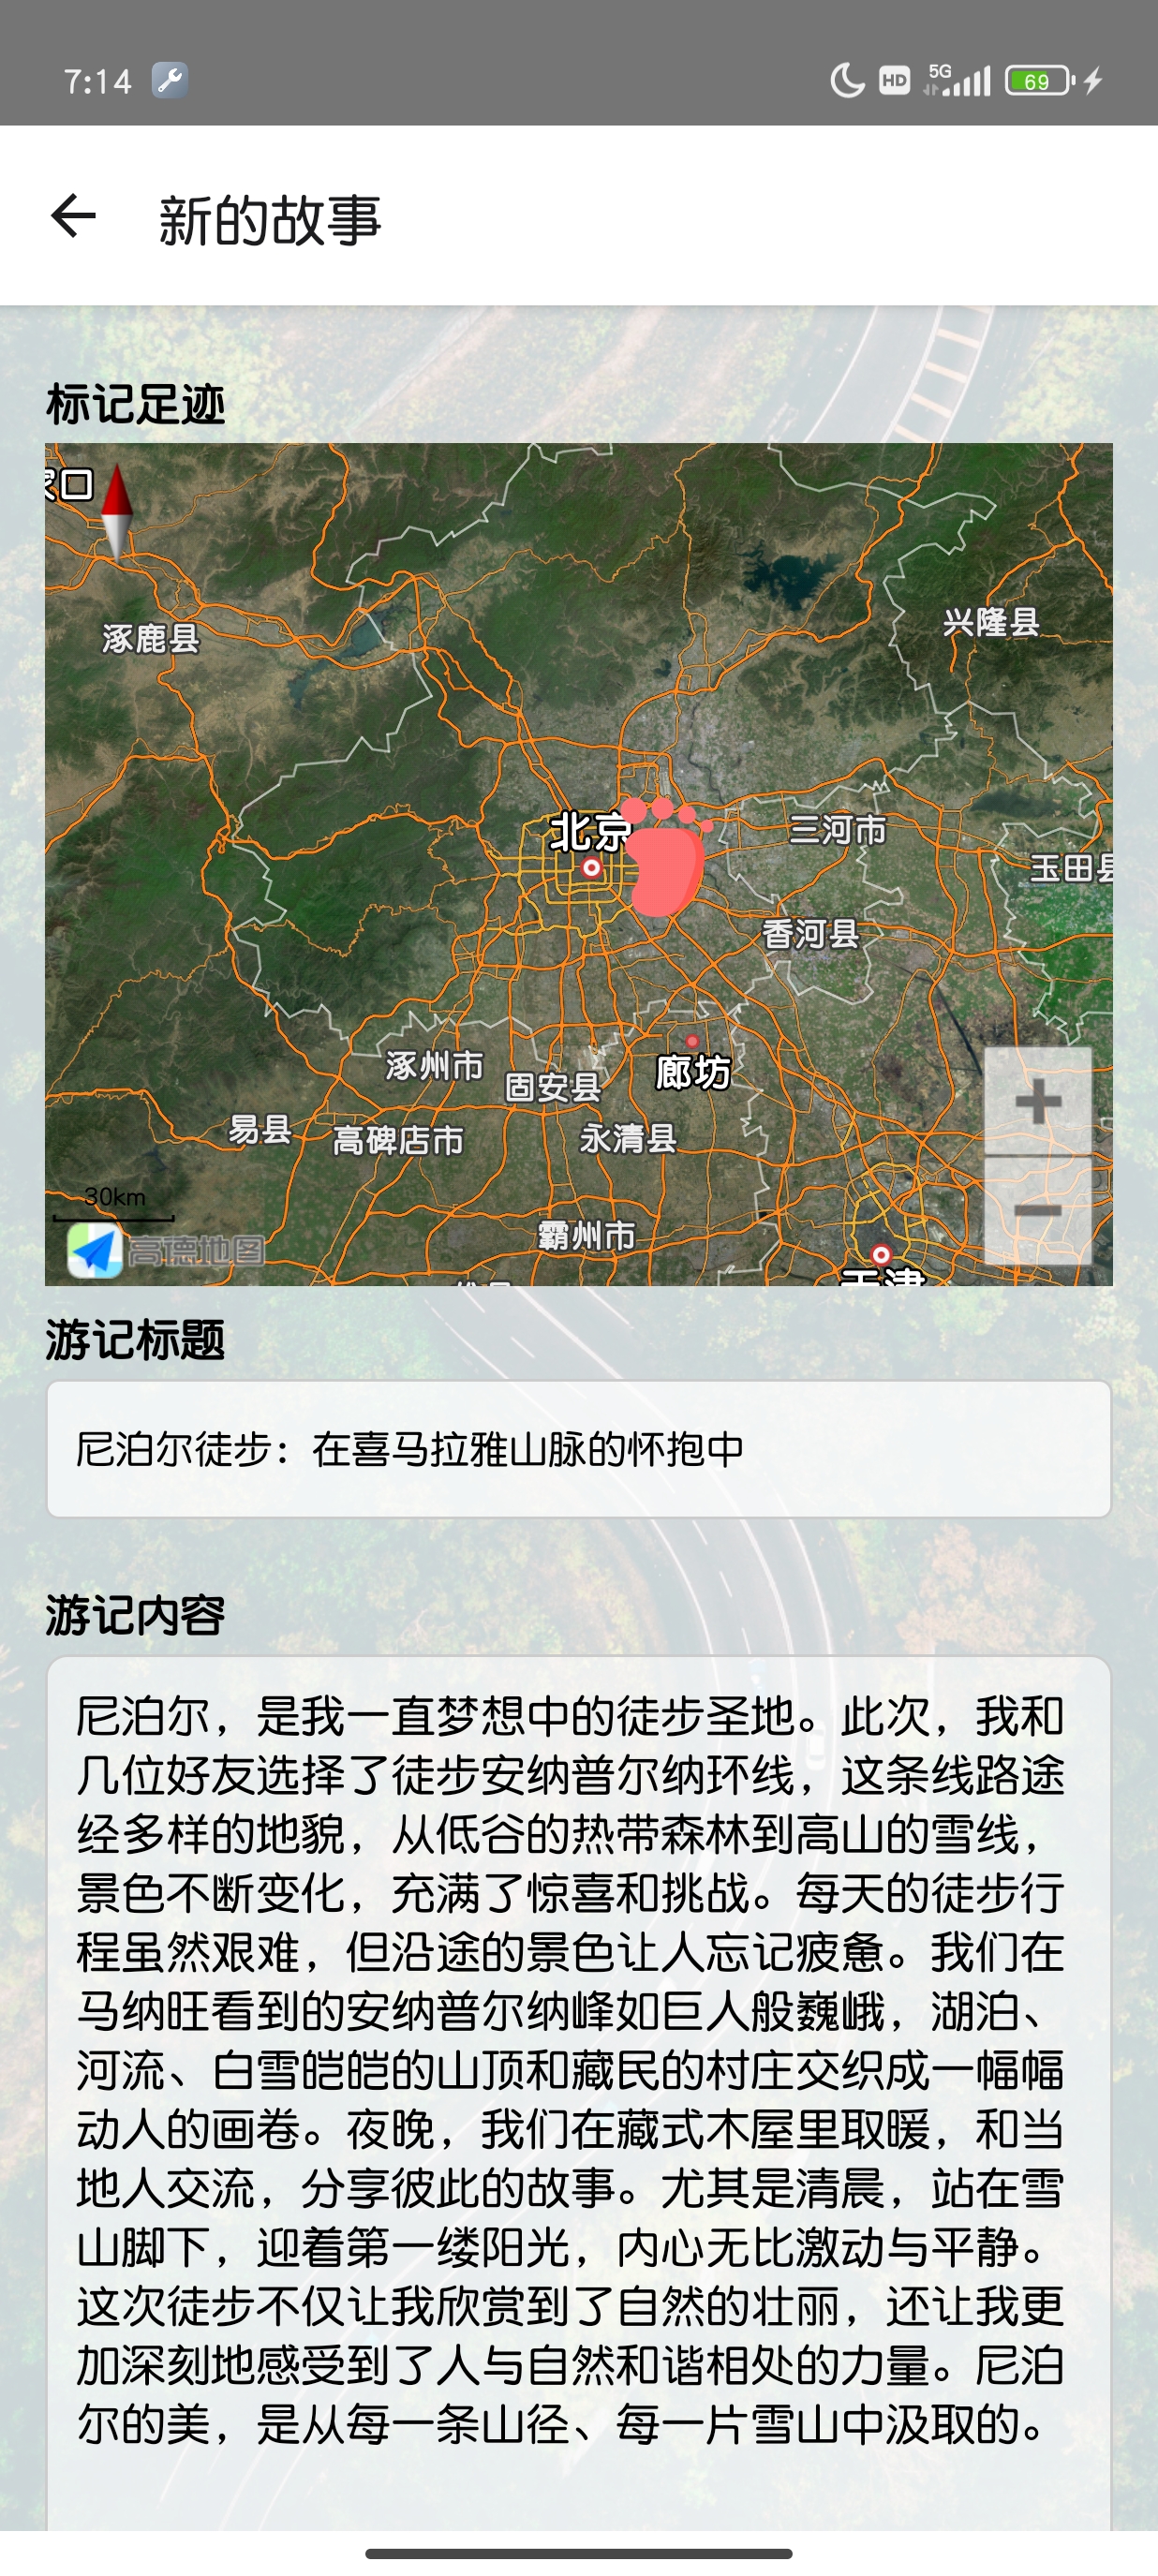 7:14
HD
5G
69
新的故事
标记足迹
家口
涿鹿县
兴隆县
北京
三河市
玉田县
香河县
涿州市
固安县
廊坊
易县
高碑店市
永清县
30km
霸州市
高德地图
天津
游记标题
尼泊尔徒步：在喜马拉雅山脉的怀抱中
游记内容
尼泊尔，是我一直梦想中的徒步圣地。此次，我和
几位好友选择了徒步安纳普尔纳环线，这条线路途
经多样的地貌，从低谷的热带森林到高山的雪线，
景色不断变化，充满了惊喜和挑战。每天的徒步行
程虽然艰难，但沿途的景色让人忘记疲惫。我们在
马纳旺看到的安纳普尔纳峰如巨人般巍峨，湖泊、
河流、白雪皑皑的山顶和藏民的村庄交织成一幅幅
动人的画卷。夜晚，我们在藏式木屋里取暖，和当
地人交流，分享彼此的故事。尤其是清晨，站在雪
山脚下，迎着第一缕阳光，内心无比激动与平静。
这次徒步不仅让我欣赏到了自然的壮丽，还让我更
加深刻地感受到了人与自然和谐相处的力量。尼泊
尔的美，是从每一条山径、每一片雪山中汲取的。